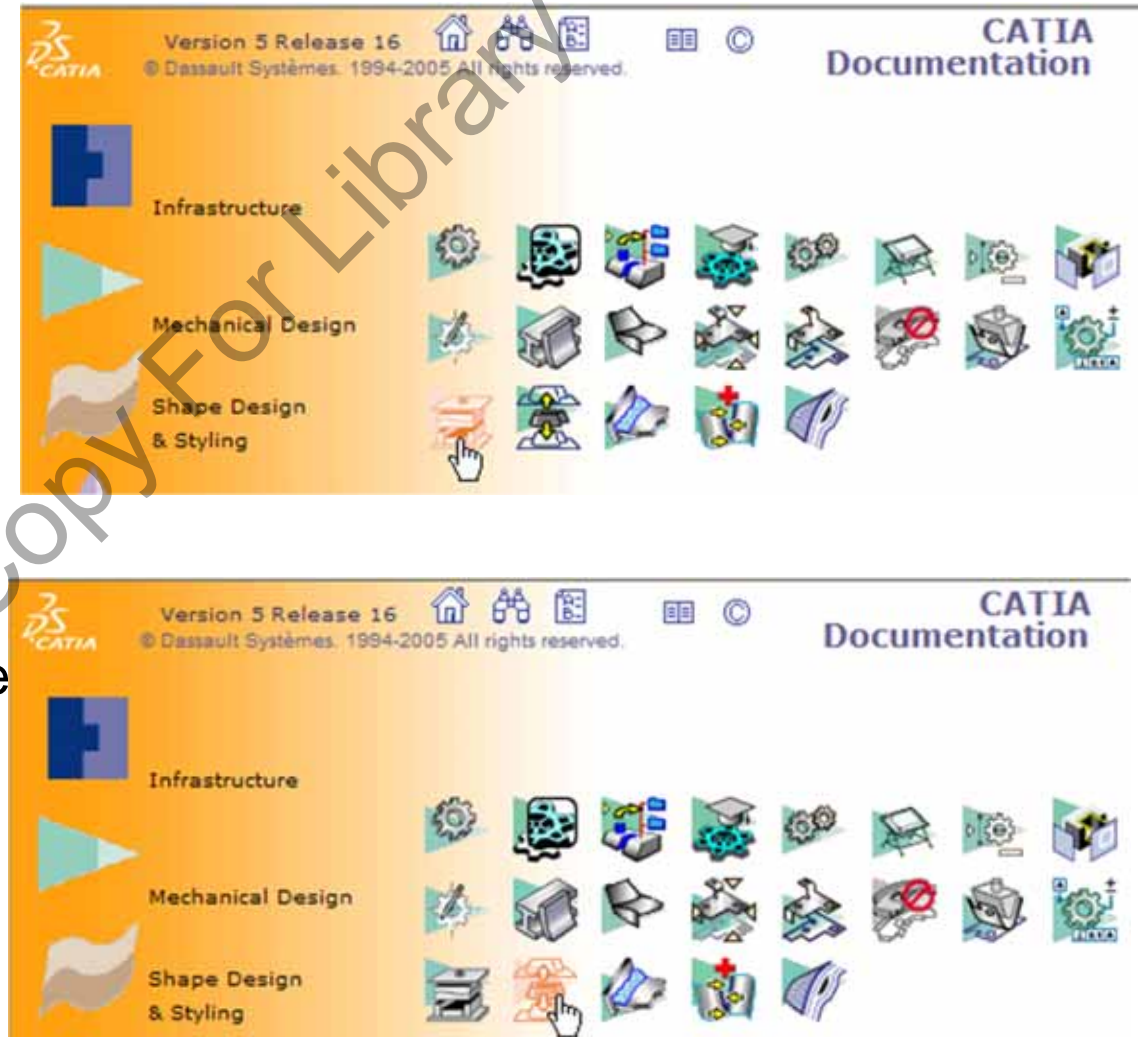 Version 5 Release 16
© Dassault Systèmes. 1994-2005 All rights reserved.
CATIA
Documentation
CATIA
Infrastructure
Mechanical Design
Shape Design
& Styling
Copy For Library
Version 5 Release 16
© Dassault Systèmes. 1994-2005 All rights reserved.
CATIA
Documentation
CATIA
e
Infrastructure
Mechanical Design
Shape Design
& Styling